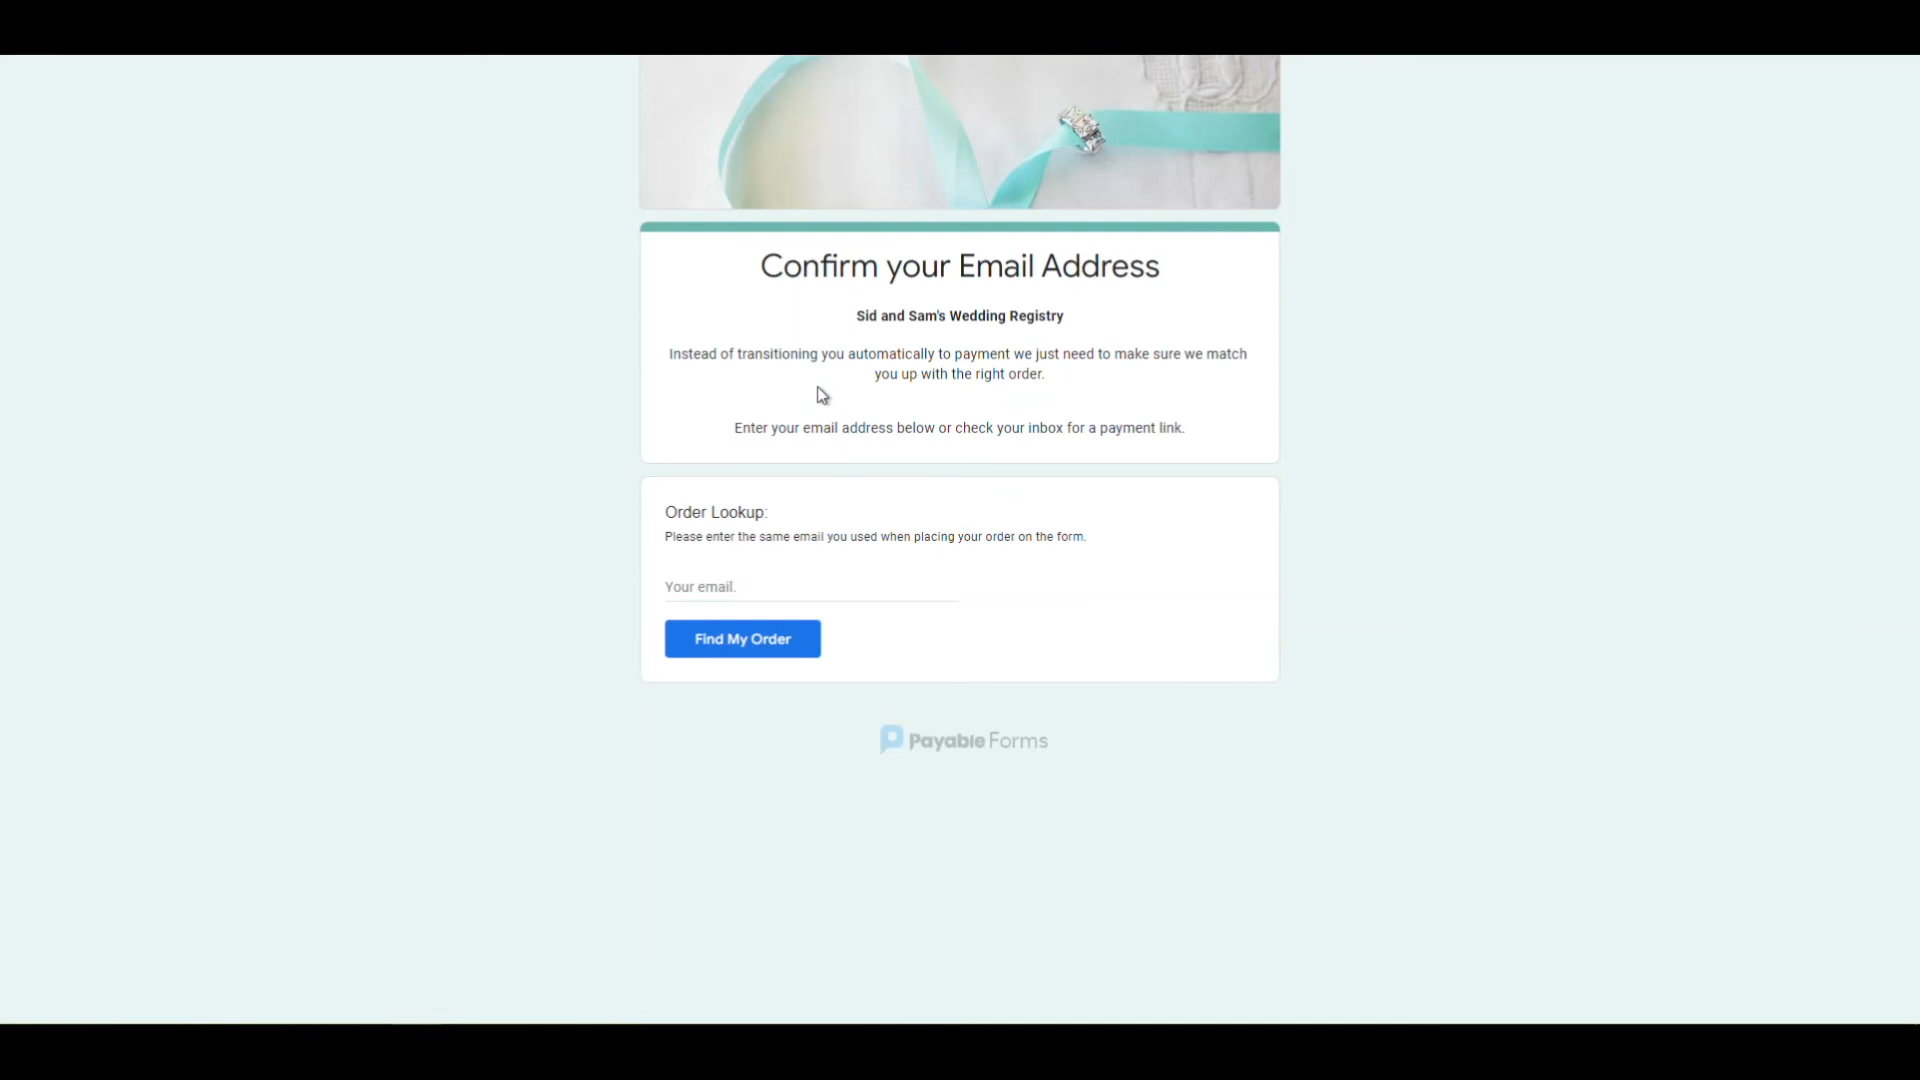 Confirm your Email Address
Sid and Sam's Wedding Registry
Instead of transitioning you automatically to payment we just need to make sure we match
you up with the right order.
Enter your email address below or check your inbox for a payment link.
Order Lookup:
Please enter the same email you used when placing your order on the form.
Your email.
Find My Order
Payable Forms